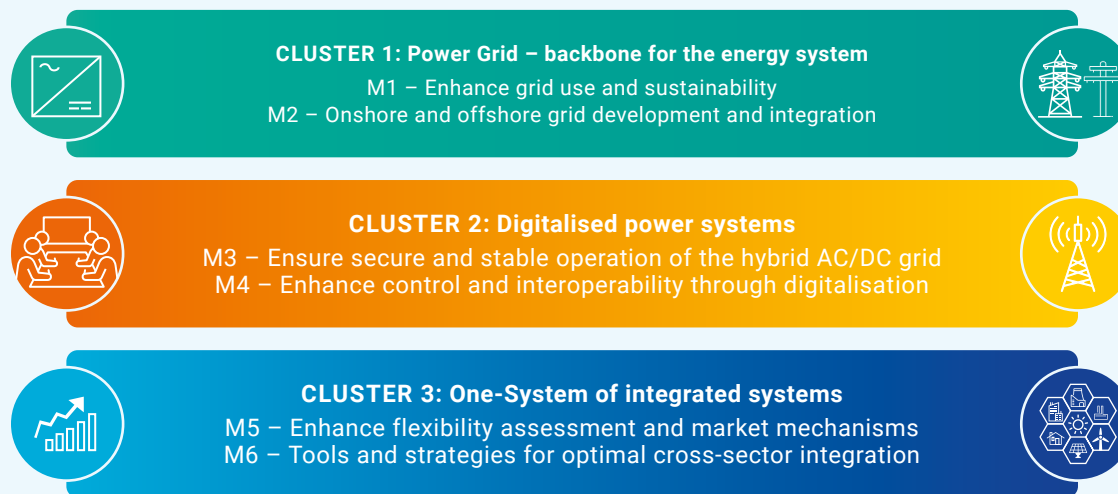 CLUSTER 1: Power Grid – backbone for the energy system
M1 – Enhance grid use and sustainability
M2 – Onshore and offshore grid development and integration
CLUSTER 2: Digitalised power systems
M3 – Ensure secure and stable operation of the hybrid AC/DC grid
M4 – Enhance control and interoperability through digitalisation
CLUSTER 3: One-System of integrated systems
M5 – Enhance flexibility assessment and market mechanisms
M6 – Tools and strategies for optimal cross-sector integration